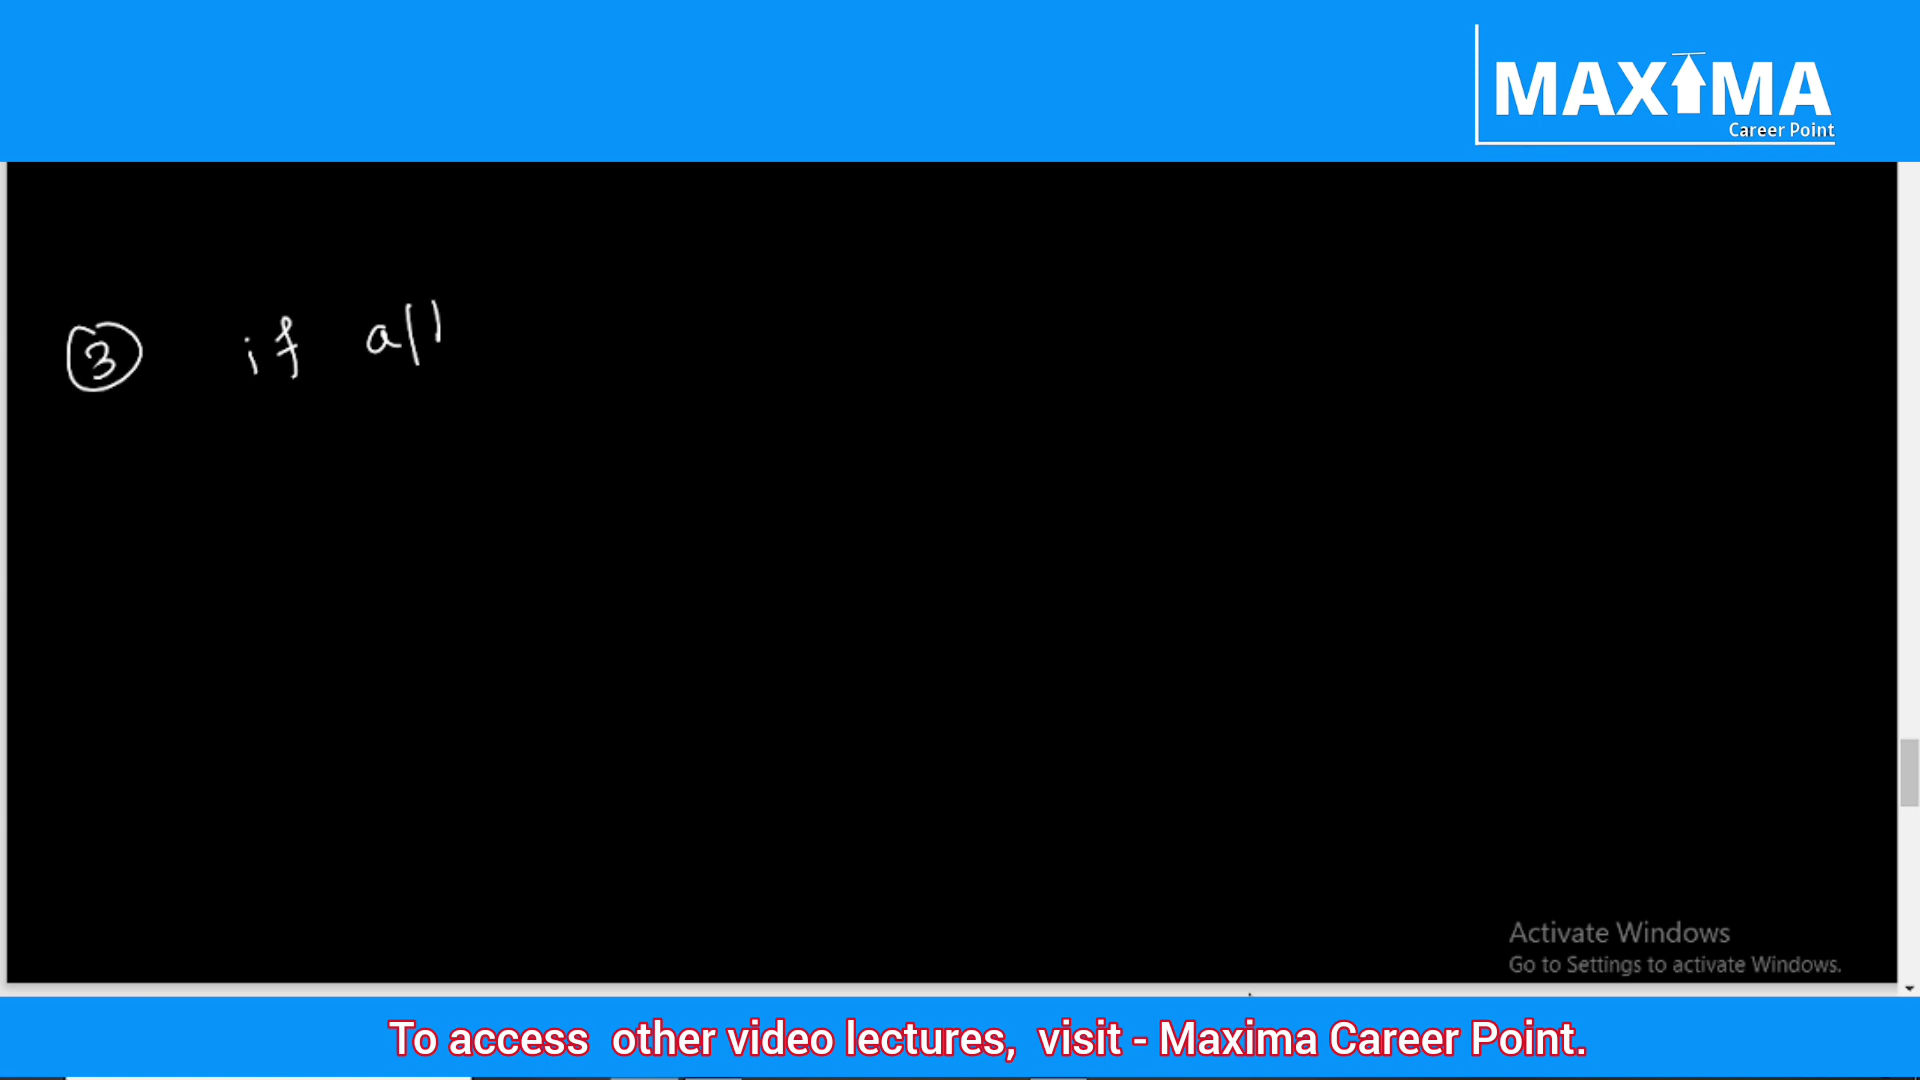 MAXIMA
Career Point
③ if all
Activate Windows
Go to Settings to activate Windows.
To access other video lectures, visit - Maxima Career Point.